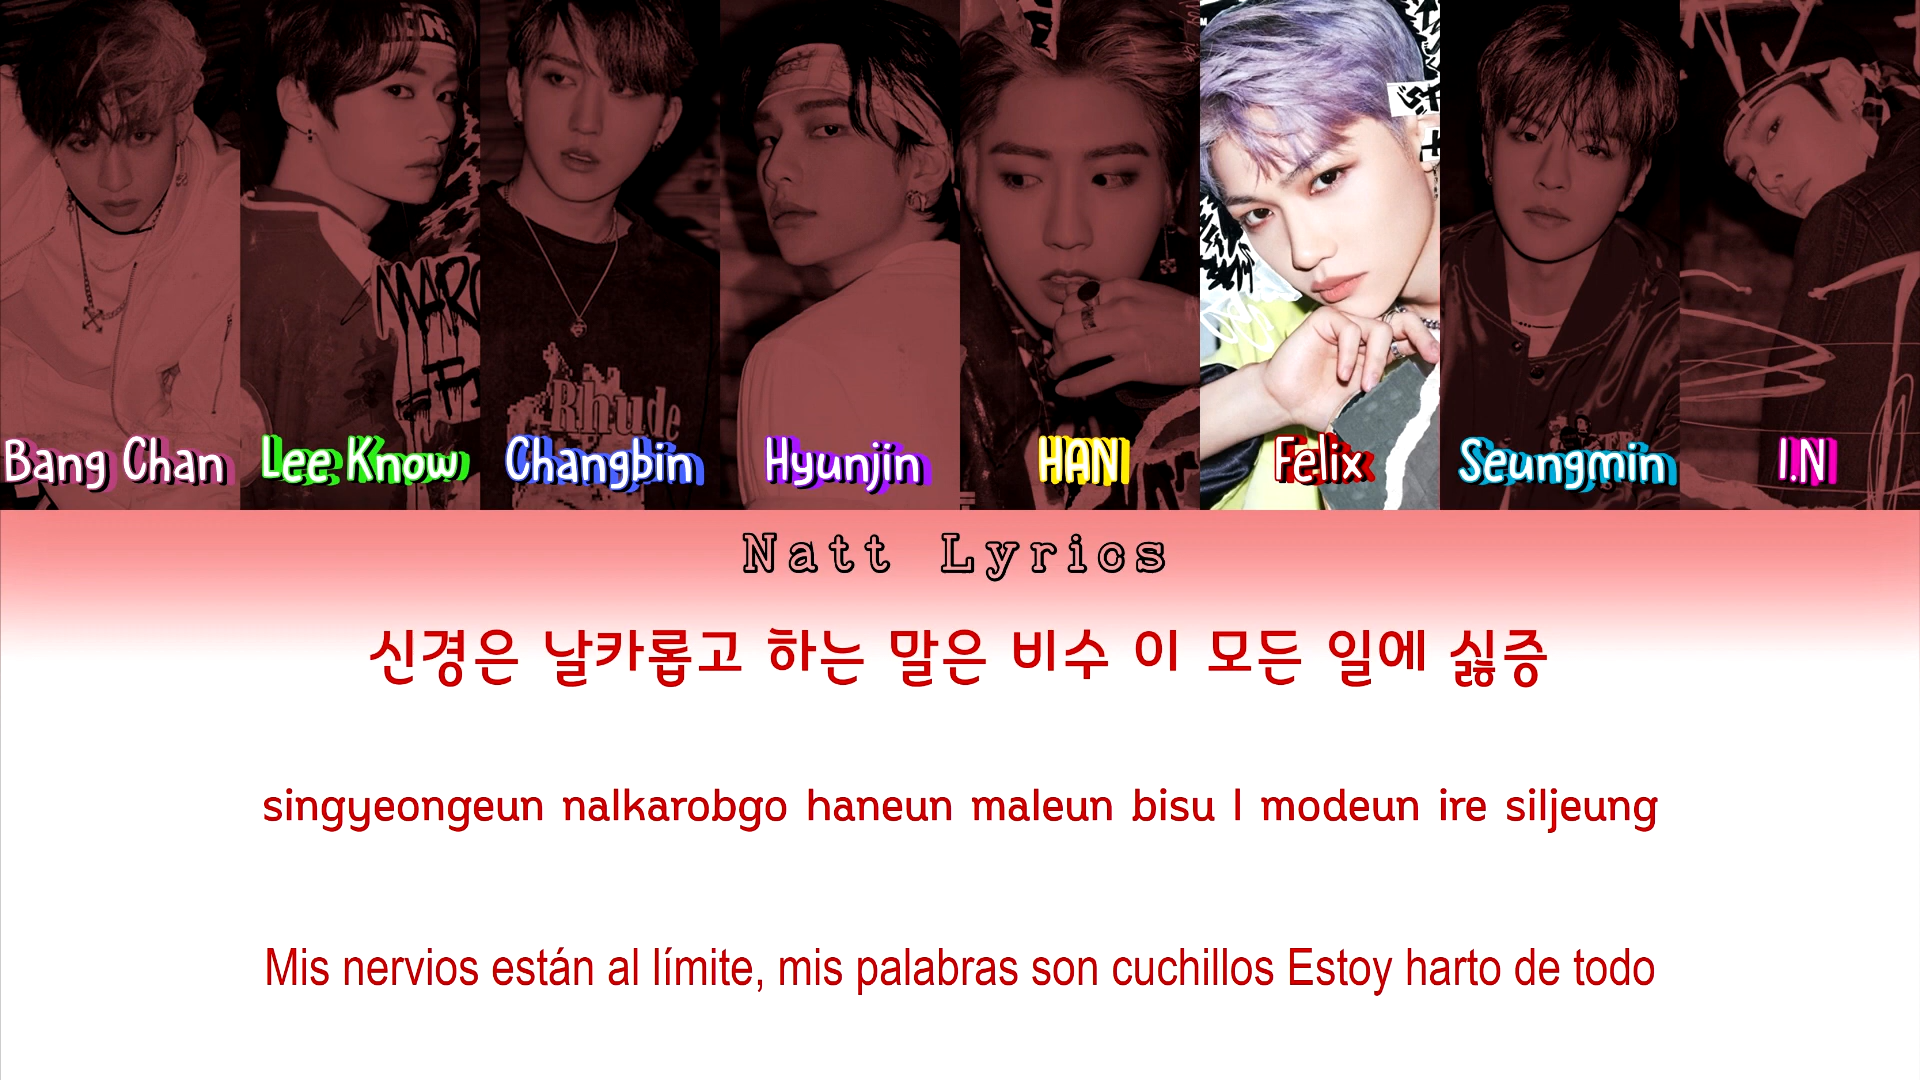 MARC
Rhude
Bang Chan Lee Know Changbin Hyunjin HAN Felix Seungmin I.N
Natt Lyrics
신경은 날카롭고 하는 말은 비수 이 모든 일에 싫증
singyeongeun nalkarobgo haneun maleun bisu I modeun ire siljeung
Mis nervios están al límite, mis palabras son cuchillos Estoy harto de todo